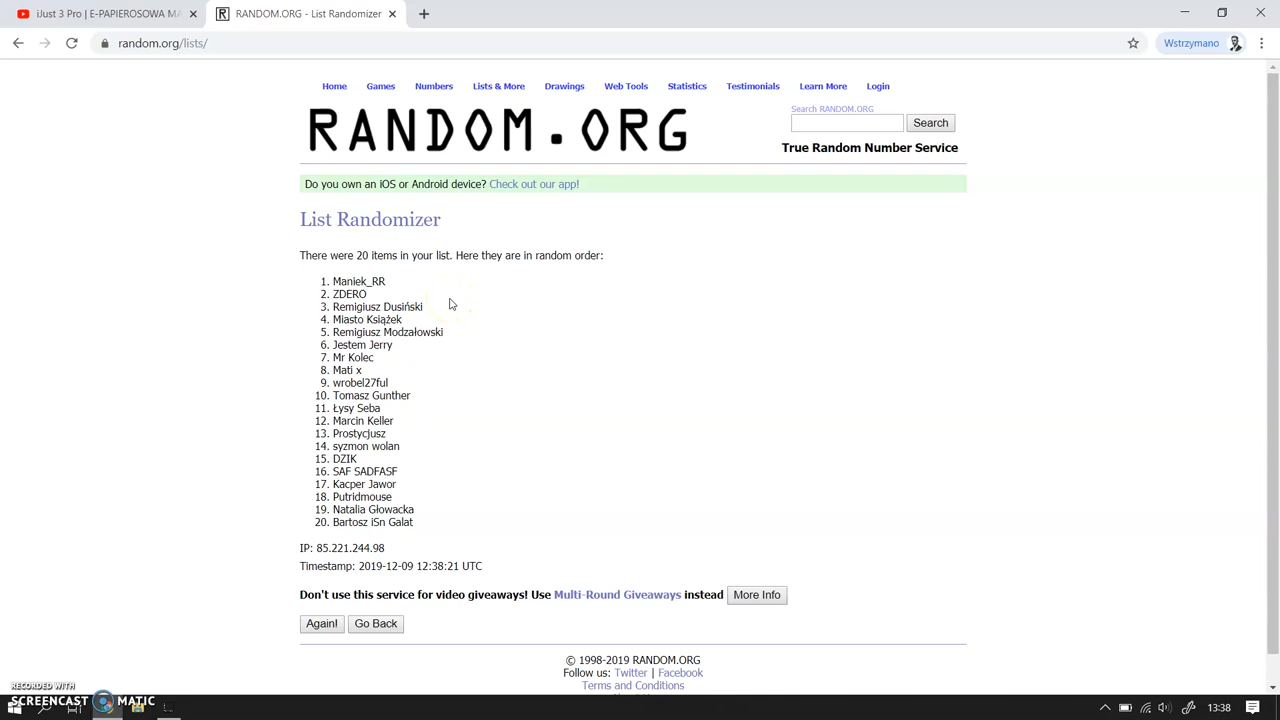 iJust 3 Pro | E-PAPIEROSOWY MA
RANDOM.ORG - List Randomizer
random.org/lists/
Wstrzymano
Home Games Numbers Lists & More Drawings Web Tools Statistics Testimonials Learn More Login
RANDOM.ORG
Search RANDOM.ORG
Search
True Random Number Service
Do you own an iOS or Android device? Check out our app!
List Randomizer
There were 20 items in your list. Here they are in random order:
1. Maniek_RR
2. ZDERO
3. Remigiusz Dusiński
4. Miasto Książek
5. Remigiusz Modzałowski
6. Jestem Jerry
7. Mr Kolec
8. Mati x
9. wrobel27ful
10. Tomasz Gunther
11. Łysy Seba
12. Marcin Keller
13. Prostycjusz
14. syzmon wolan
15. DZIK
16. SAF SADFASF
17. Kacper Jawor
18. Putridmouse
19. Natalia Głowacka
20. Bartosz iSn Galat
IP: 85.221.244.98
Timestamp: 2019-12-09 12:38:21 UTC
Don't use this service for video giveaways! Use Multi-Round Giveaways instead More Info
Again! Go Back
© 1998-2019 RANDOM.ORG
Follow us: Twitter | Facebook
Terms and Conditions
RECORDED WITH
SCREENCAST MATIC
13:38